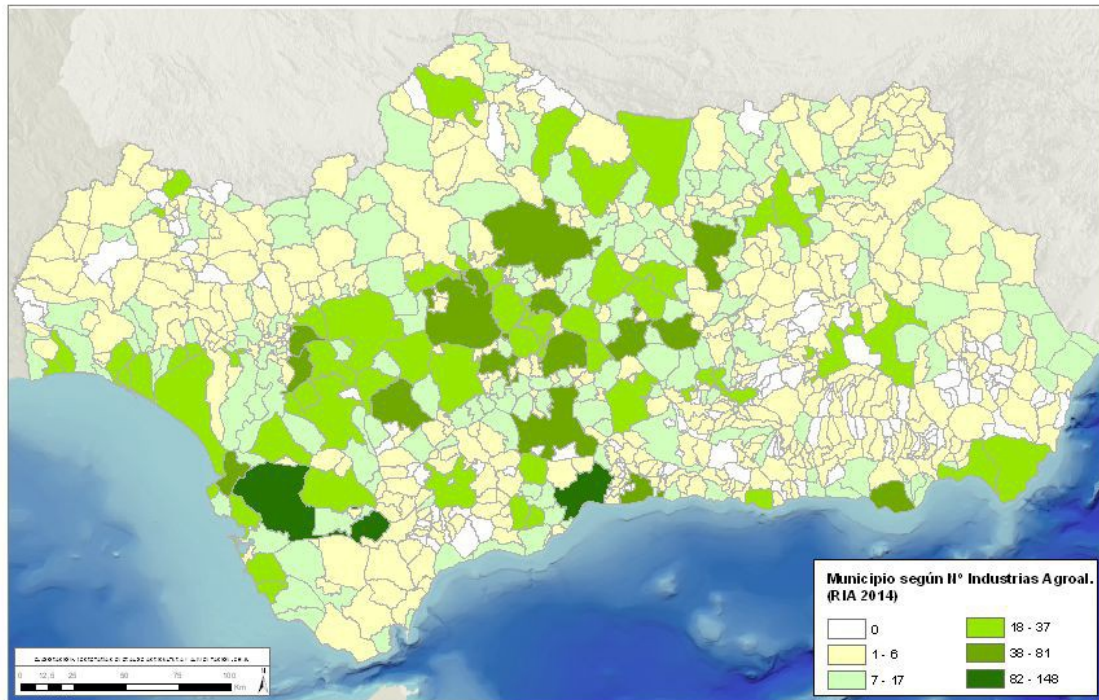 Municipio según Nº Industrias Agroal.
(RIA 2014)
0
1 - 6
7 - 17
18 - 37
38 - 81
82 - 148
0 12,5 25 50 75 100
Km